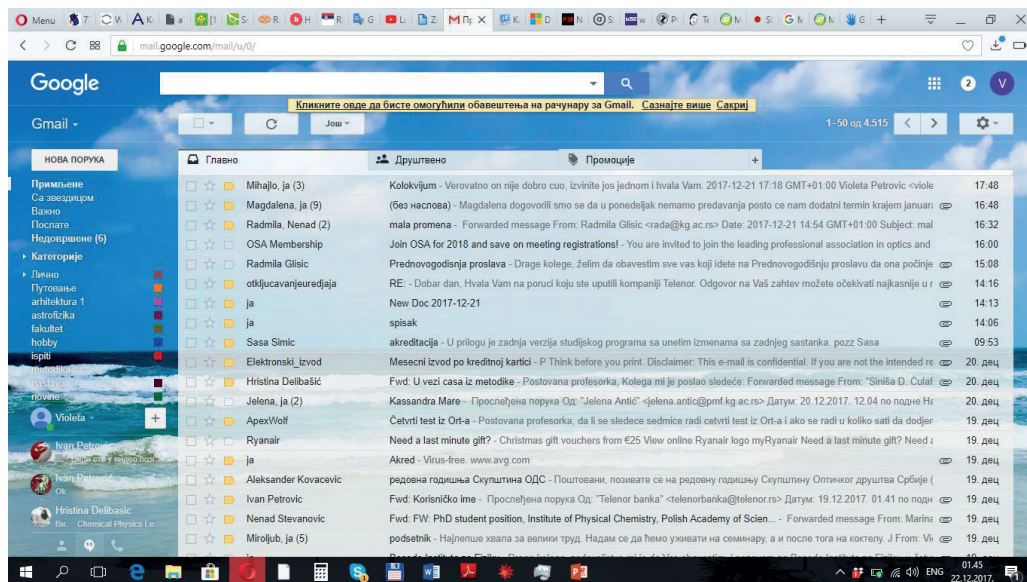 Menu
mail.google.com/mail/u/0/
Google
2
V
Кликните овде да бисте омогућили обавештења на рачунару за Gmail. Сазнајте више Сакриј
Gmail
Још
1–50 од 4.515
НОВА ПОРУКА
Главно
Друштвено
Промоције
+
Примљене
Са звездицом
Важно
Послате
Недовршене (6)
Категорије
Лично
Путовање
arhitektura 1
astrofizika
fakultet
hobby
ispiti
metodika
nastava
novine
Violeta
+
Ivan Petrovic
Ivan Petrovic
Ok
Hristina Delibasic
Ви: Chemical Physics Le
Mihajlo, ja (3) Kolokvijum - Verovatno on nije dobro cuo, izvinite jos jednom i hvala Vam. 2017-12-21 17:18 GMT+01:00 Violeta Petrovic <viole 17:48
Magdalena, ja (9) (без наслова) - Magdalena dogovorili smo se da u ponedeljak nemamo predavanja posto ce nam dodatni termin krajem januara 16:48
Radmila, Nenad (2) mala promena - Forwarded message From: Radmila Glisic <rada@kg.ac.rs> Date: 2017-12-21 14:54 GMT+01:00 Subject: mal 16:32
OSA Membership Join OSA for 2018 and save on meeting registrations! - You are invited to join the leading professional association in optics and 16:00
Radmila Glisic Prednovogodisnja proslava - Drage kolege, želim da obavestim sve vas koji idete na Prednovogodišnju proslavu da ona počinje 15:08
otkljucavanjeuredjaja RE: - Dobar dan, Hvala Vam na poruci koju ste uputili kompaniji Telenor. Odgovor na Vaš zahtev možete očekivati najkasnije u r 14:16
ja New Doc 2017-12-21 14:13
ja spisak 14:06
Sasa Simic akreditacija - U prilogu je zadnja verzija studijskog programa sa unetim izmenama sa zadnjeg sastanka. pozz Sasa 09:53
Elektronski_izvod Mesecni izvod po kreditnoj kartici - P Think before you print. Disclaimer: This e-mail is confidential. If you are not the intended re 20. дец
Hristina Delibašić Fwd: U vezi casa iz metodike - Postovana profesorka, Kolega mi je poslao sledeće: Forwarded message From: "Siniša D. Ćulaf 20. дец
Jelena, ja (2) Kassandra Mare - Прослеђена порука Од: "Jelena Antić" <jelena.antic@pmf.kg.ac.rs> Датум: 20.12.2017. 12.04 по подне На 20. дец
ApexWolf Četvrti test iz Ort-a - Postovana profesorka, da li se sledece sedmice radi cetvrti test iz Ort-a i ako se radi u koliko sati da dodjer 19. дец
Ryanair Need a last minute gift? - Christmas gift vouchers from €25 View online Ryanair logo myRyanair Need a last minute gift? Need a 19. дец
ja Akred - Virus-free. www.avg.com 19. дец
Aleksander Kovacevic редовна годишња Скупштина ОДС - Поштовани, позивате се на редовну годишњу Скупштину Оптичког друштва Србије ( 19. дец
Ivan Petrovic Fwd: Korisničko ime - Прослеђена порука Од: "Telenor banka" <telenorbanka@telenor.rs> Датум: 19.12.2017. 01.41 по подн 19. дец
Nenad Stevanovic Fwd: FW: PhD student position, Institute of Physical Chemistry, Polish Academy of Scien... - Forwarded message From: Marina 19. дец
Miroljub, ja (5) podsetnik - Најлепше хвала за велики труд. Надам се да ћемо уживати на семинару, а и после тога на коктелу. J From: Vi 19. дец
ENG
01.45
22.12.2017.